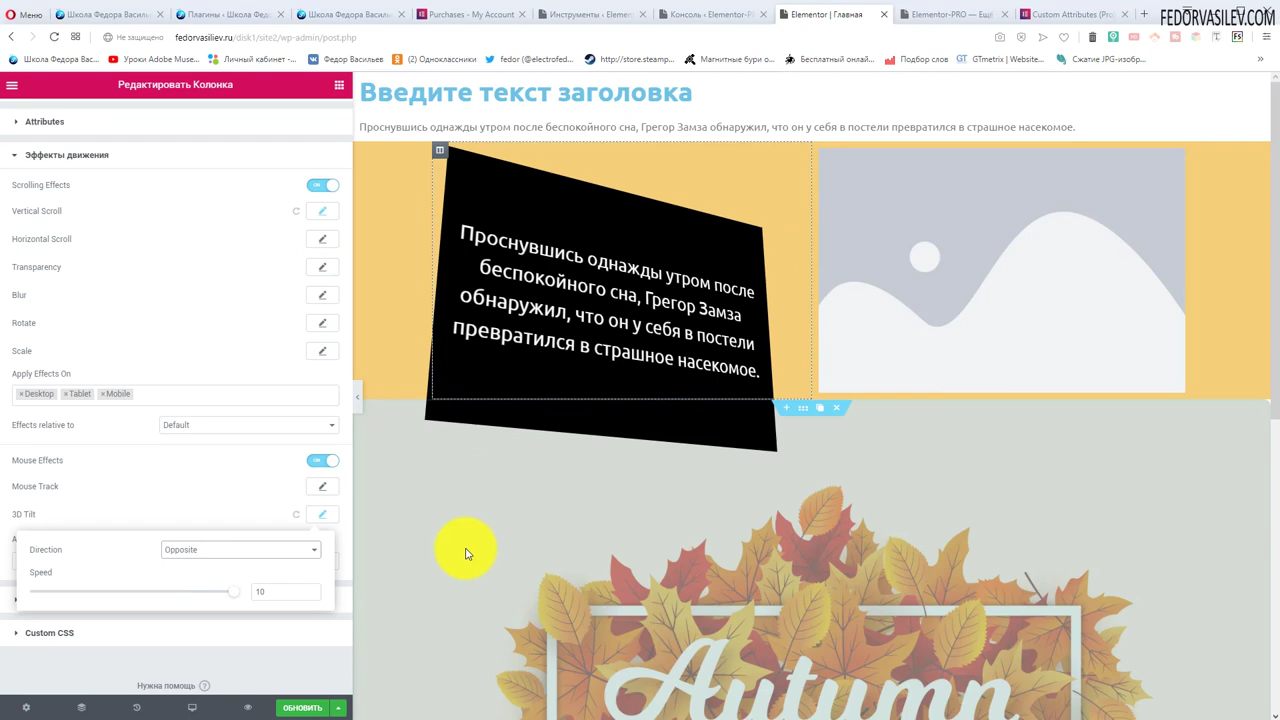 Меню
Школа Федора Василь
Плагины ‹ Школа Фед
Школа Федора Василь
Purchases - My Account
Инструменты ‹ Element
Консоль ‹ Elementor-P
Elementor | Главная
Elementor-PRO — Ещё
Custom Attributes (Pro
FEDORVASILEV.COM
Не защищено
fedorvasiliev.ru/disk1/site2/wp-admin/post.php
Школа Федора Васил...
Уроки Adobe Muse...
Личный кабинет -...
Федор Васильев
(2) Одноклассники
fedor (@electrofed...
http://store.steamp...
Магнитные бури о...
Бесплатный онлай...
Подбор слов
GTmetrix | Website...
Сжатие JPG-изобр...
Редактировать Колонка
Attributes
Эффекты движения
Scrolling Effects
ON
Vertical Scroll
Horizontal Scroll
Transparency
Blur
Rotate
Scale
Apply Effects On
×Desktop ×Tablet ×Mobile
Effects relative to
Default
Mouse Effects
ON
Mouse Track
3D Tilt
Direction
Opposite
Speed
10
Custom CSS
Нужна помощь ?
ОБНОВИТЬ
Введите текст заголовка
Проснувшись однажды утром после беспокойного сна, Грегор Замза обнаружил, что он у себя в постели превратился в страшное насекомое.
Проснувшись однажды утром после
беспокойного сна, Грегор Замза
обнаружил, что он у себя в постели
превратился в страшное насекомое.
Autumn